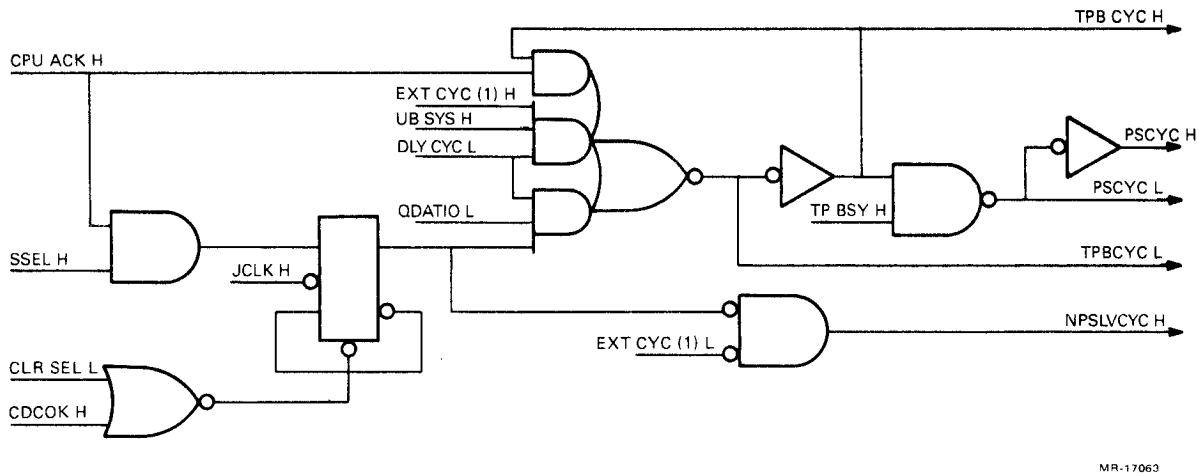 TPB CYC H
CPU ACK H
EXT CYC (1) H
UB SYS H
DLY CYC L
PSCYC H
QDATIO L
TP BSY H
PSCYC L
SSEL H
JCLK H
TPBCYC L
NPSLVCYC H
EXT CYC (1) L
CLR SEL L
CDCOK H
MR-17063